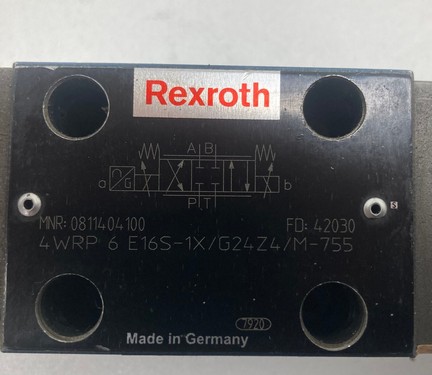 Rexroth
A B
a G b
P T
MNR: 0811404100 FD: 42030
4WRP 6 E16S-1X/G24Z4/M-755
7920
Made in Germany